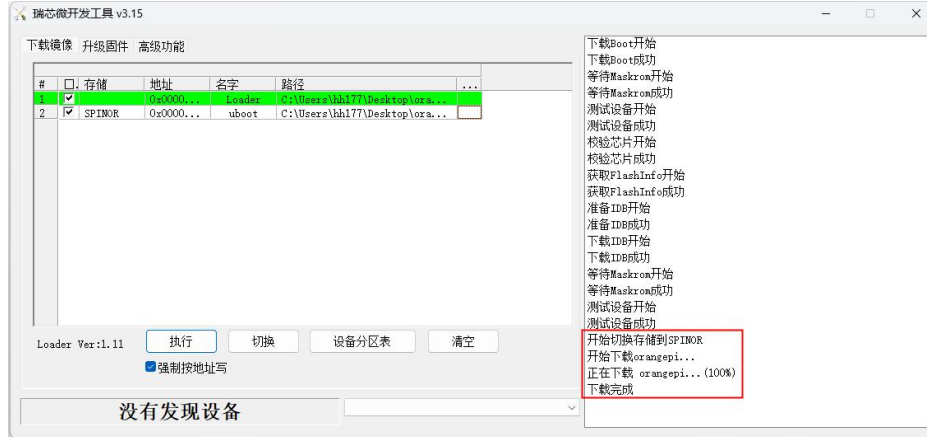 瑞芯微开发工具 v3.15
下载镜像 升级固件 高级功能
# 口. 存储 地址 名字 路径 ...
1 0x0000... Loader C:\Users\hh177\Desktop\ora...
2 SPINOR 0x0000... uboot C:\Users\hh177\Desktop\ora...
Loader Ver:1.11 执行 切换 设备分区表 清空
强制按地址写
没有发现设备
下载Boot开始
下载Boot成功
等待Maskrom开始
等待Maskrom成功
测试设备开始
测试设备成功
校验芯片开始
校验芯片成功
获取FlashInfo开始
获取FlashInfo成功
准备IDB开始
准备IDB成功
下载IDB开始
下载IDB成功
等待Maskrom开始
等待Maskrom成功
测试设备开始
测试设备成功
开始切换存储到SPINOR
开始下载orangepi...
正在下载 orangepi...(100%)
下载完成